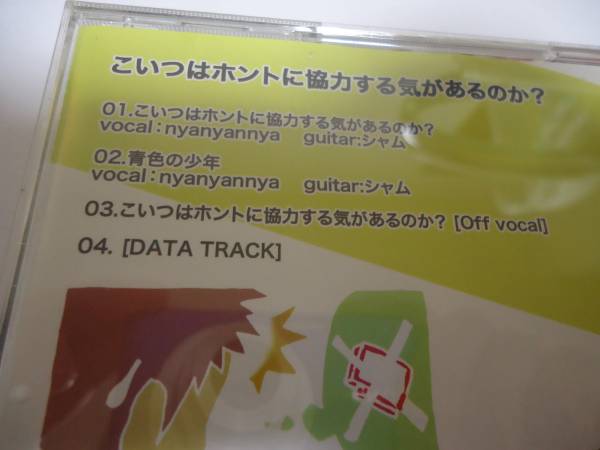 こいつはホントに協力する気があるのか?
01.こいつはホントに協力する気があるのか?
vocal:nyanyannya guitar:シャム
02.青色の少年
vocal:nyanyannya guitar:シャム
03.こいつはホントに協力する気があるのか? [Off vocal]
04. [DATA TRACK]